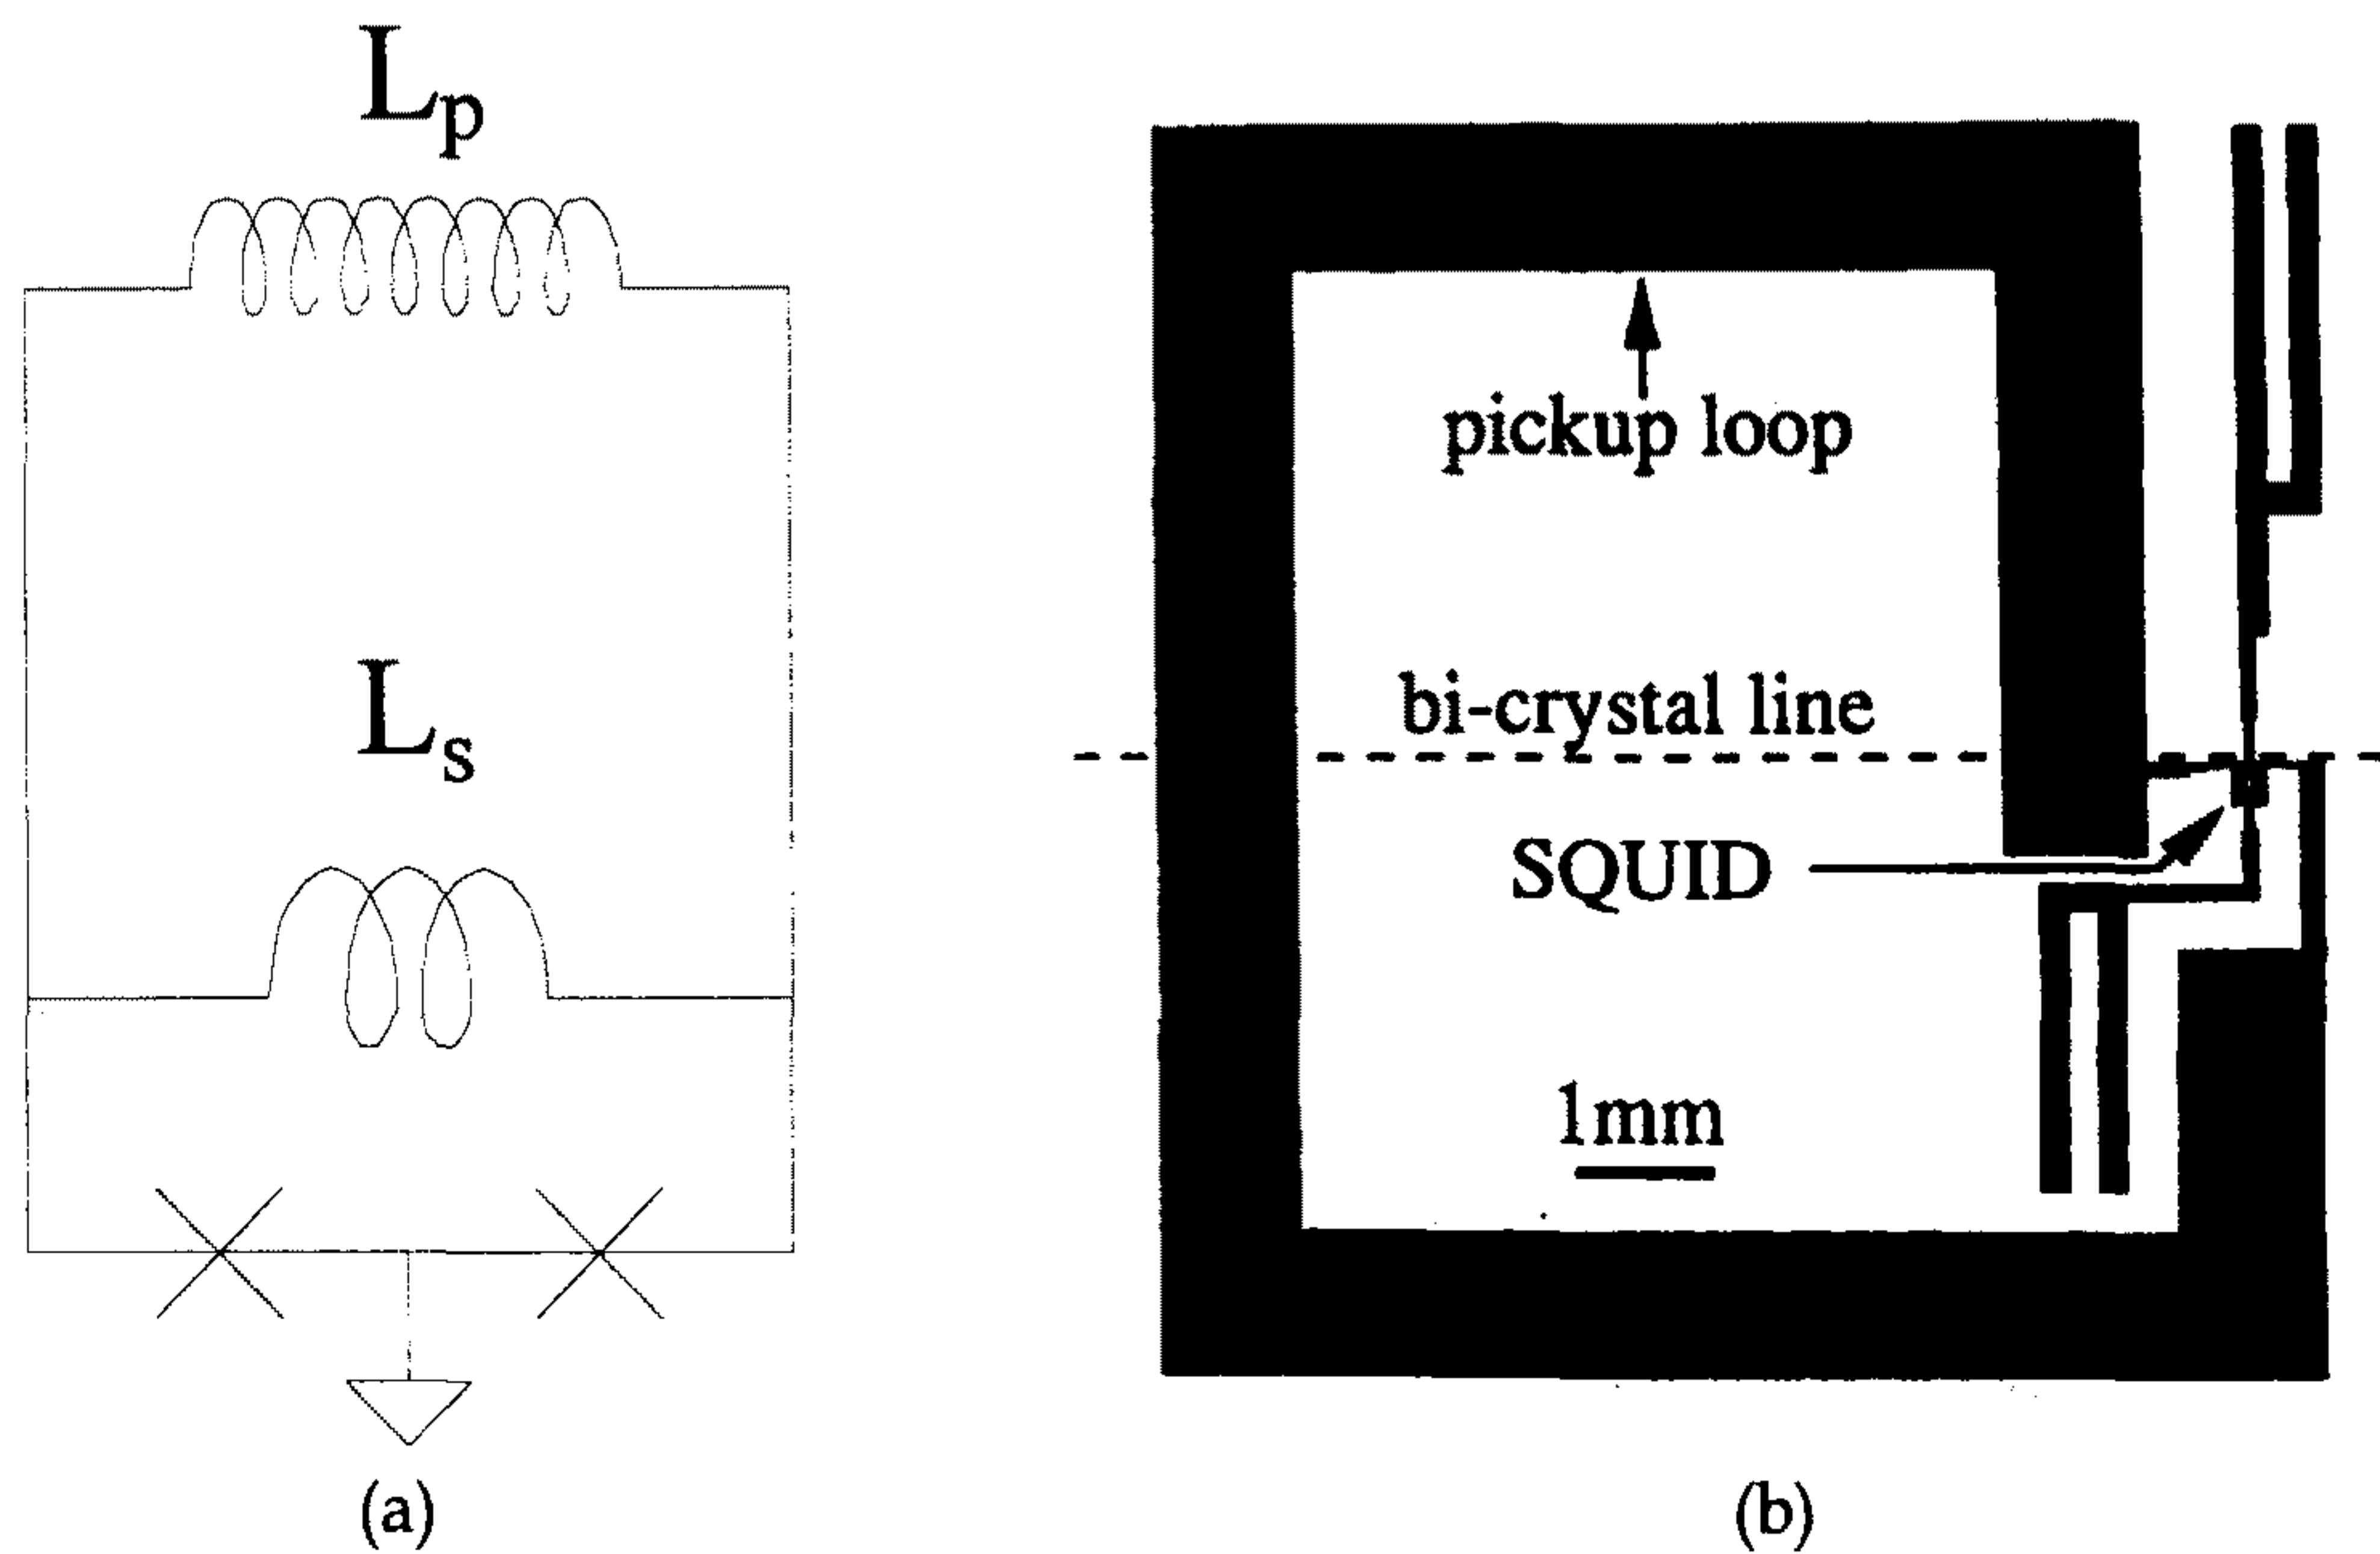 Lp
Ls
(a)
pickup loop
bi-crystal line
SQUID
1mm
(b)